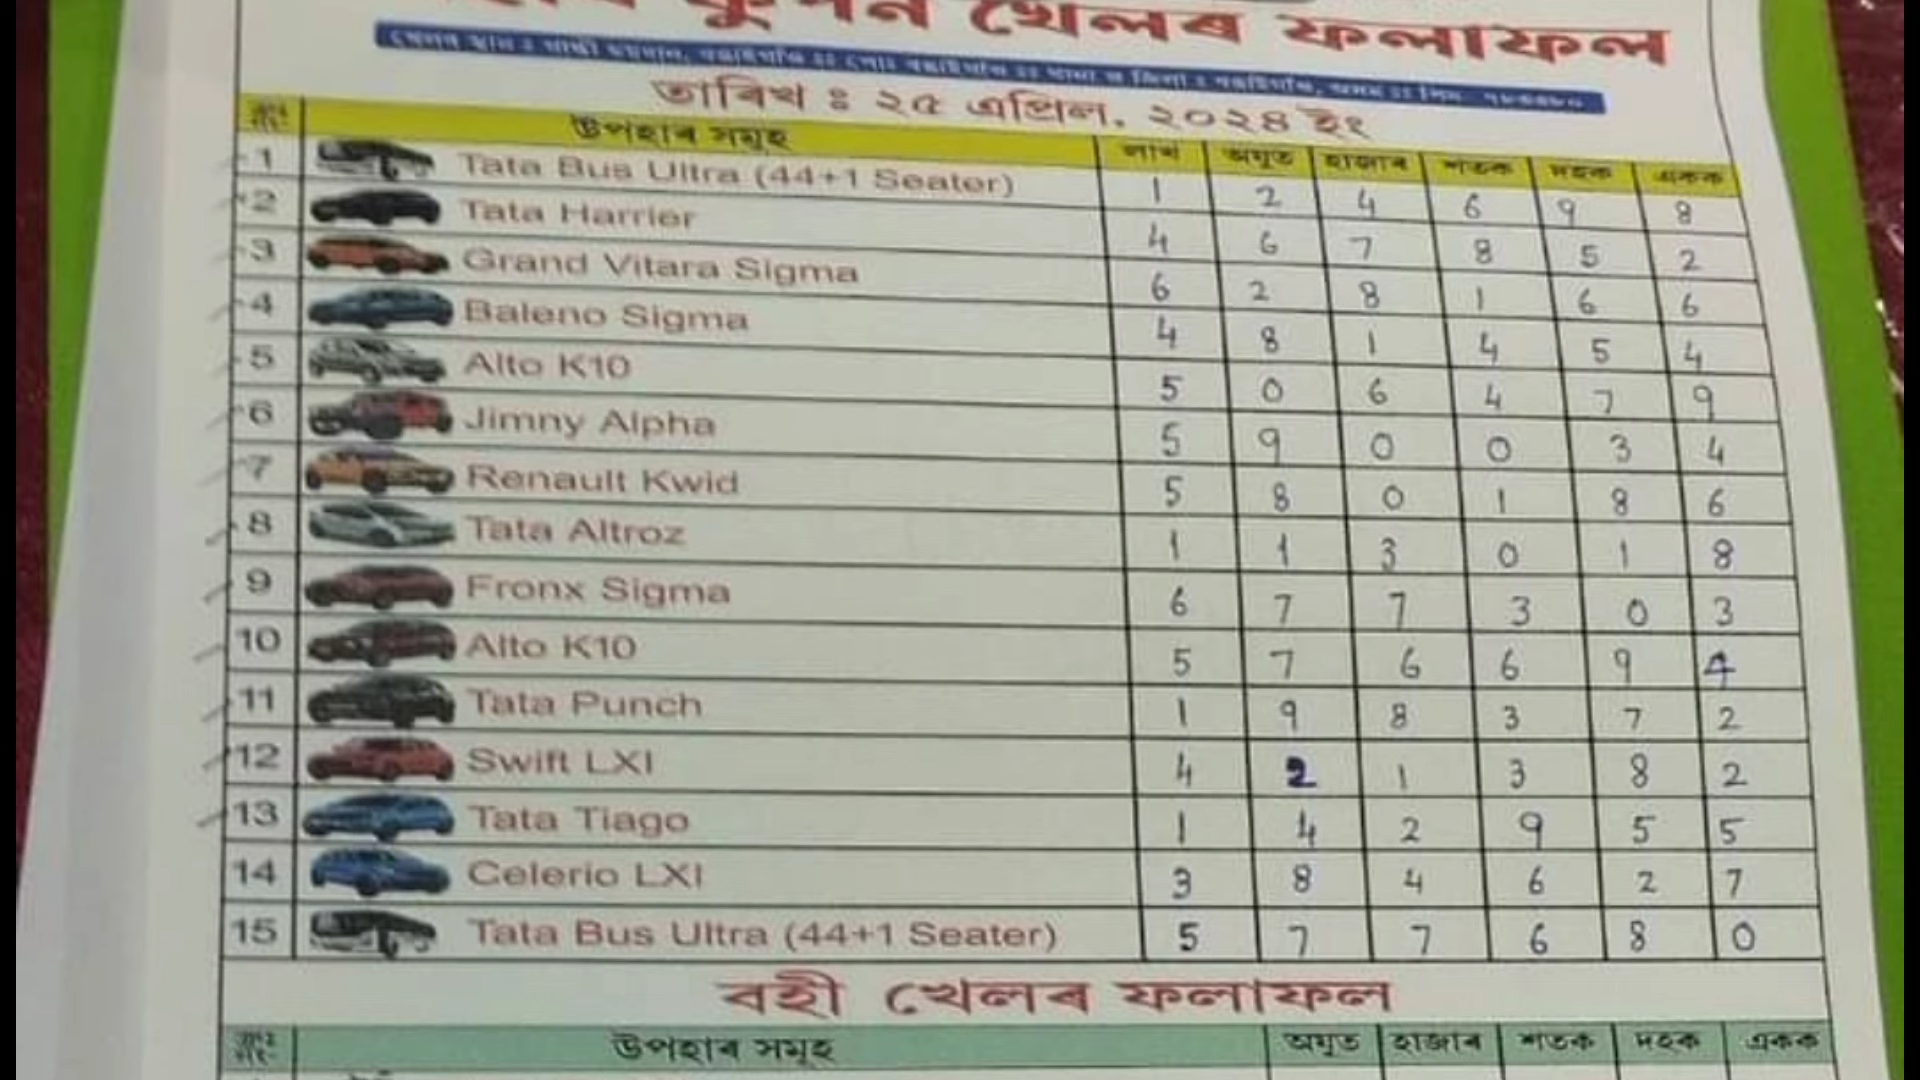 কুপন খেলৰ ফলাফল
তাৰিখ ঃ ২৫ এপ্ৰিল, ২০২৪ ইং
ক্ৰঃ নং উপহাৰ সমূহ লাখ অযুত হাজাৰ শতক দহক একক
1 Tata Bus Ultra (44+1 Seater) 1 2 4 6 9 8
2 Tata Harrier 4 6 7 8 5 2
3 Grand Vitara Sigma 6 2 8 1 6 6
4 Baleno Sigma 4 8 1 4 5 4
5 Alto K10 5 0 6 4 7 9
6 Jimny Alpha 5 9 0 0 3 4
7 Renault Kwid 5 8 0 1 8 6
8 Tata Altroz 1 1 3 0 1 8
9 Fronx Sigma 6 7 7 3 0 3
10 Alto K10 5 7 6 6 9 4
11 Tata Punch 1 9 8 3 7 2
12 Swift LXI 4 2 1 3 8 2
13 Tata Tiago 1 4 2 9 5 5
14 Celerio LXI 3 8 4 6 2 7
15 Tata Bus Ultra (44+1 Seater) 5 7 7 6 8 0
বহী খেলৰ ফলাফল
ক্ৰঃ নং উপহাৰ সমূহ অযুত হাজাৰ শতক দহক একক